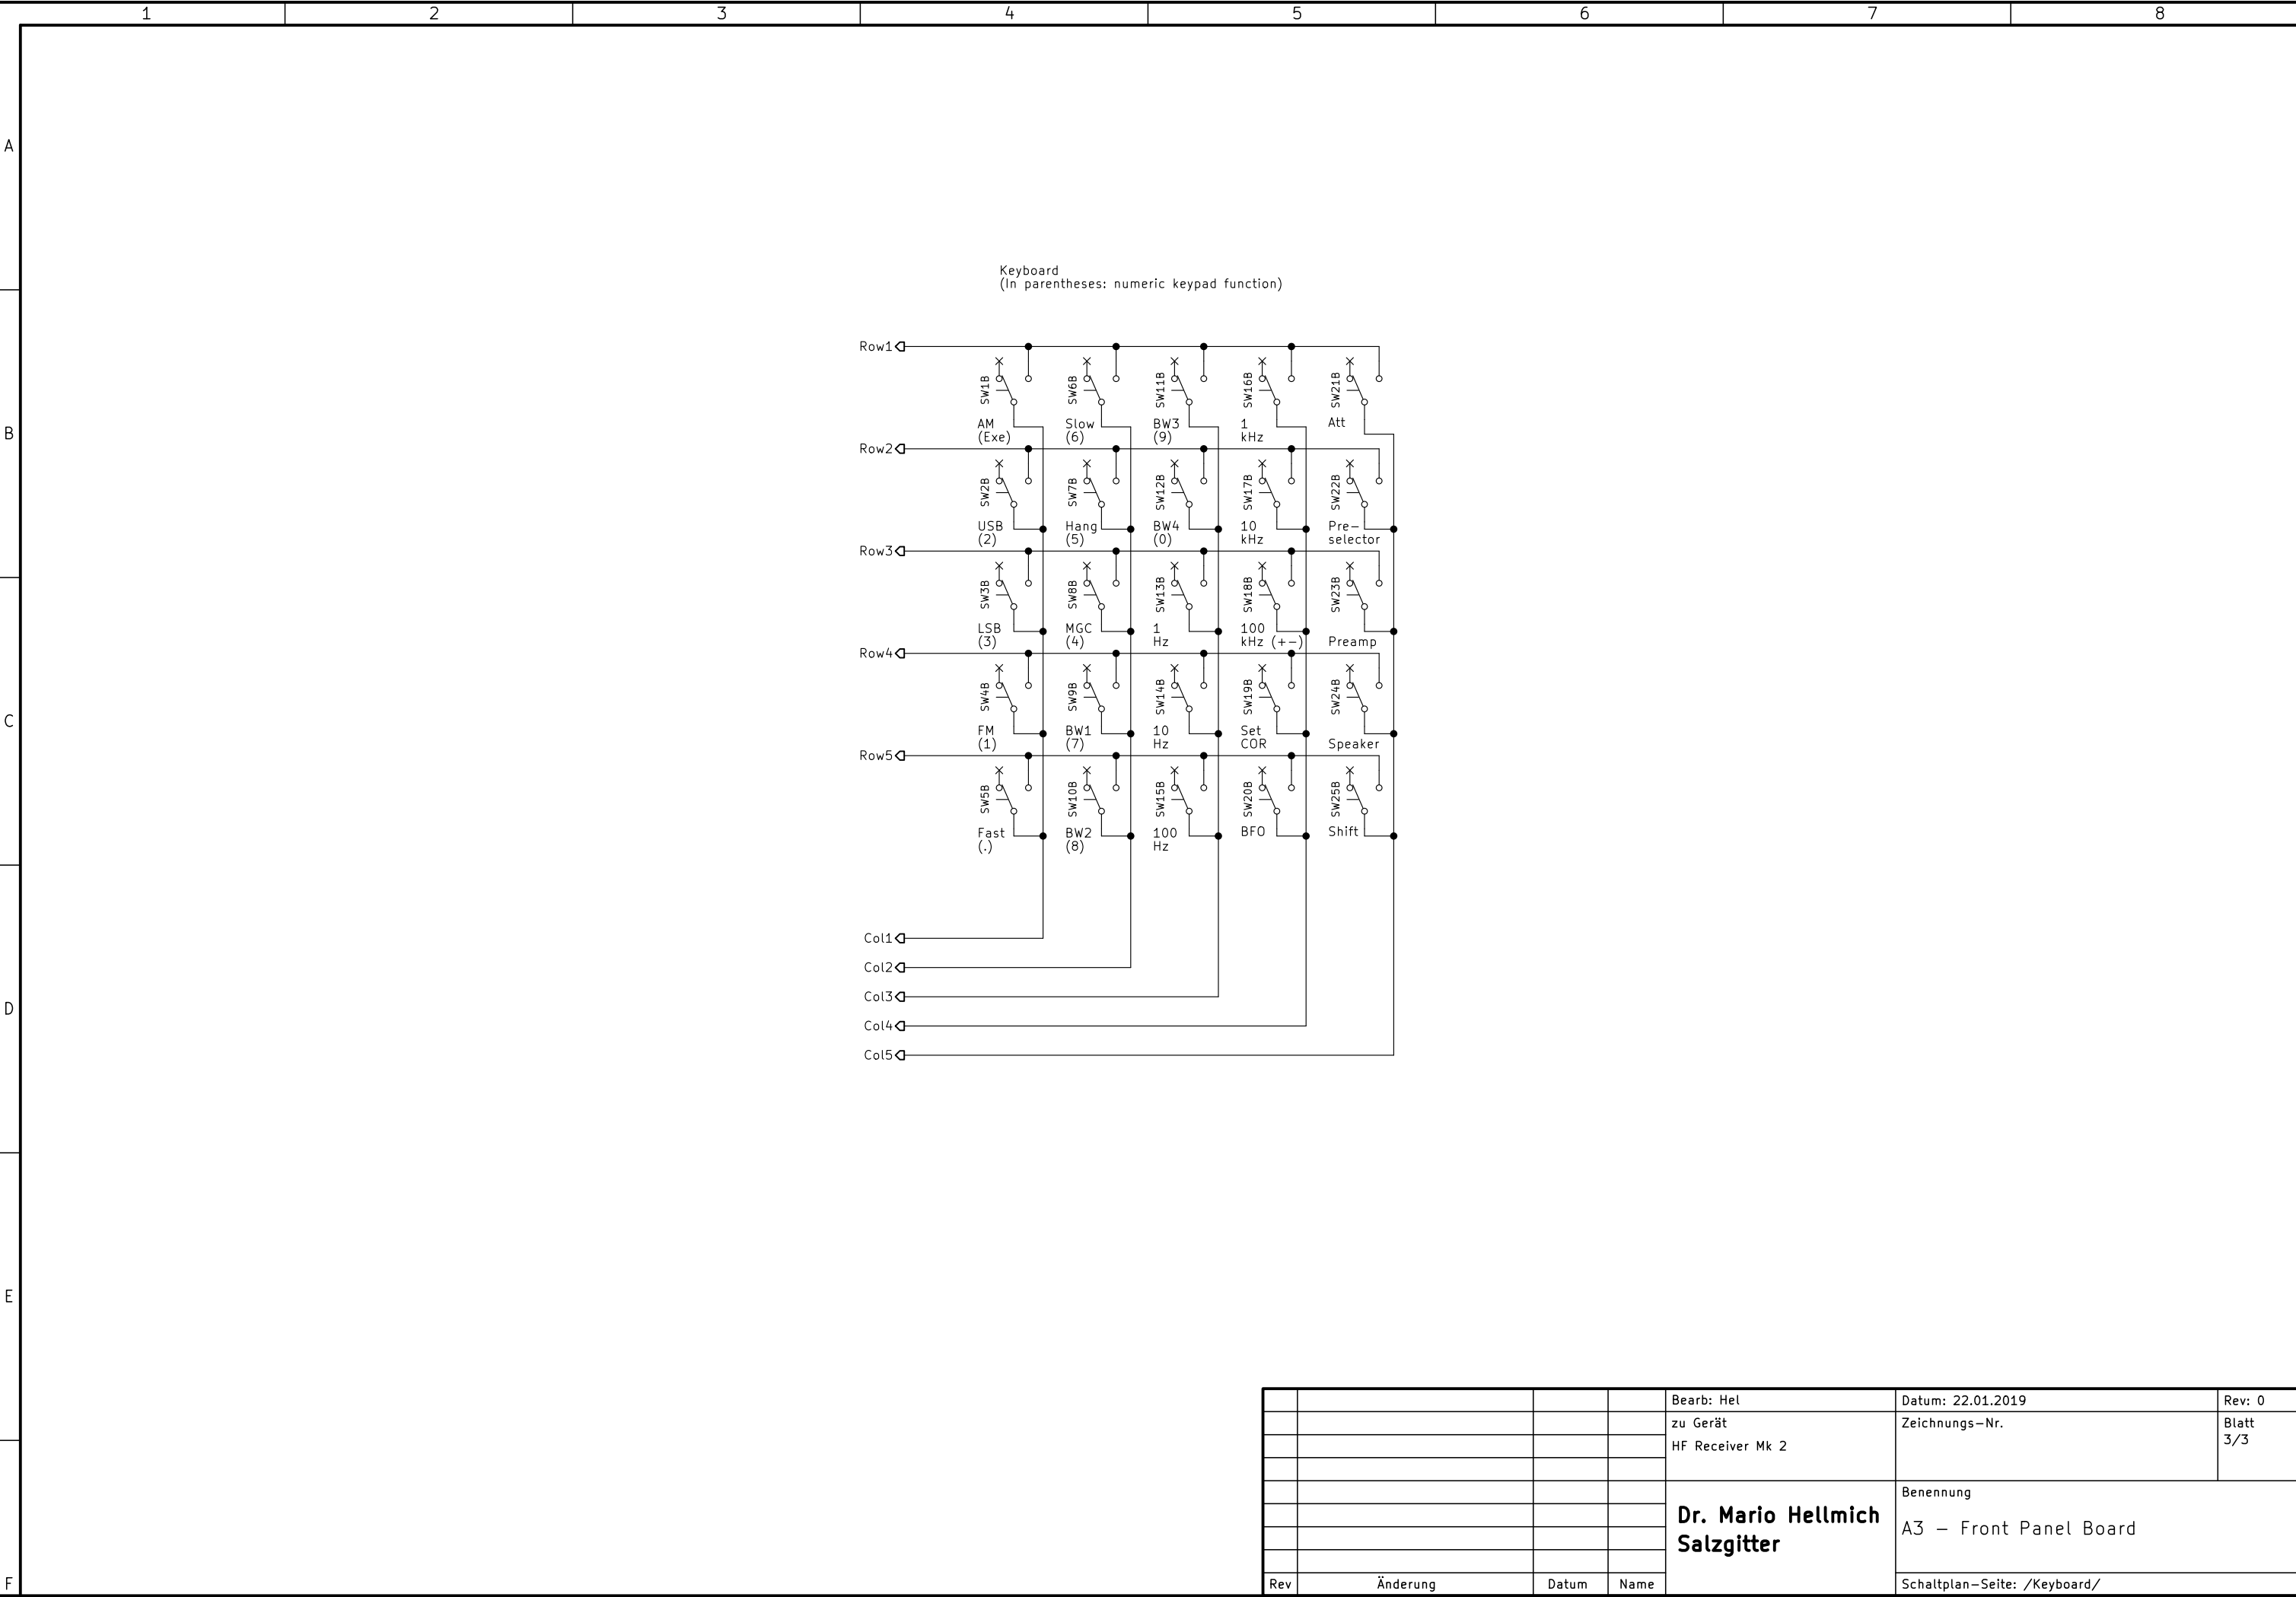 1 2 3 4 5 6 7 8
A
B
C
D
E
F
Keyboard
(In parentheses: numeric keypad function)
Row1
SW1B SW6B SW11B SW16B SW21B
AM Slow BW3 1 Att
(Exe) (6) (9) kHz
Row2
SW2B SW7B SW12B SW17B SW22B
USB Hang BW4 10 Pre-
(2) (5) (0) kHz selector
Row3
SW3B SW8B SW13B SW18B SW23B
LSB MGC 1 100
(3) (4) Hz kHz (+-) Preamp
Row4
SW4B SW9B SW14B SW19B SW24B
FM BW1 10 Set
(1) (7) Hz COR Speaker
Row5
SW5B SW10B SW15B SW20B SW25B
Fast BW2 100 BFO Shift
(.) (8) Hz
Col1
Col2
Col3
Col4
Col5
Bearb: Hel Datum: 22.01.2019 Rev: 0
zu Gerät Zeichnungs-Nr. Blatt
HF Receiver Mk 2 3/3
Benennung
Dr. Mario Hellmich
Salzgitter
A3 - Front Panel Board
Rev Änderung Datum Name Schaltplan-Seite: /Keyboard/